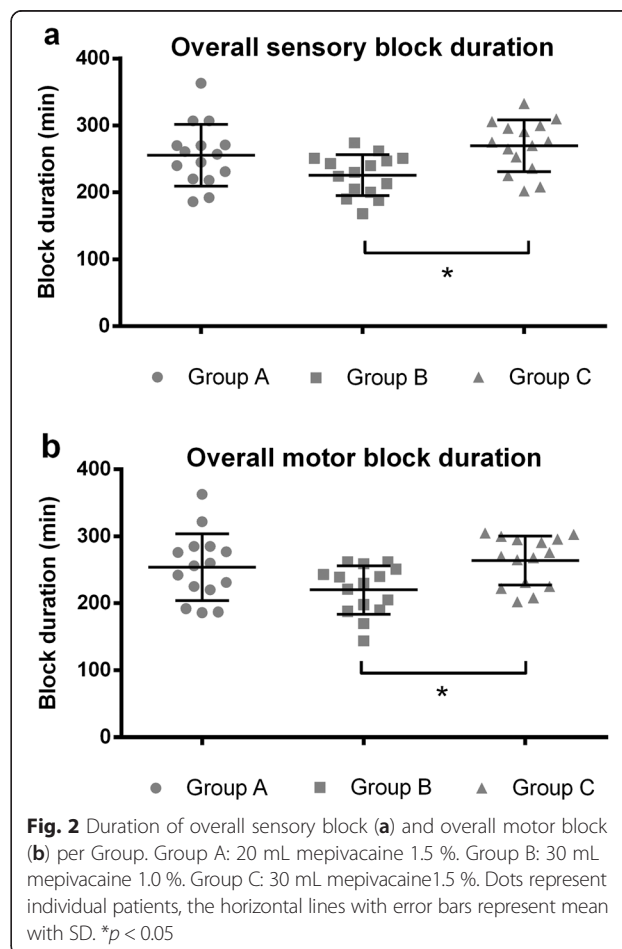 a
Overall sensory block duration
400
300
200
100
0
Block duration (min)
*
Group A Group B Group C
b
Overall motor block duration
400
300
200
100
0
Block duration (min)
*
Group A Group B Group C
Fig. 2 Duration of overall sensory block (a) and overall motor block
(b) per Group. Group A: 20 mL mepivacaine 1.5 %. Group B: 30 mL
mepivacaine 1.0 %. Group C: 30 mL mepivacaine1.5 %. Dots represent
individual patients, the horizontal lines with error bars represent mean
with SD. *p < 0.05